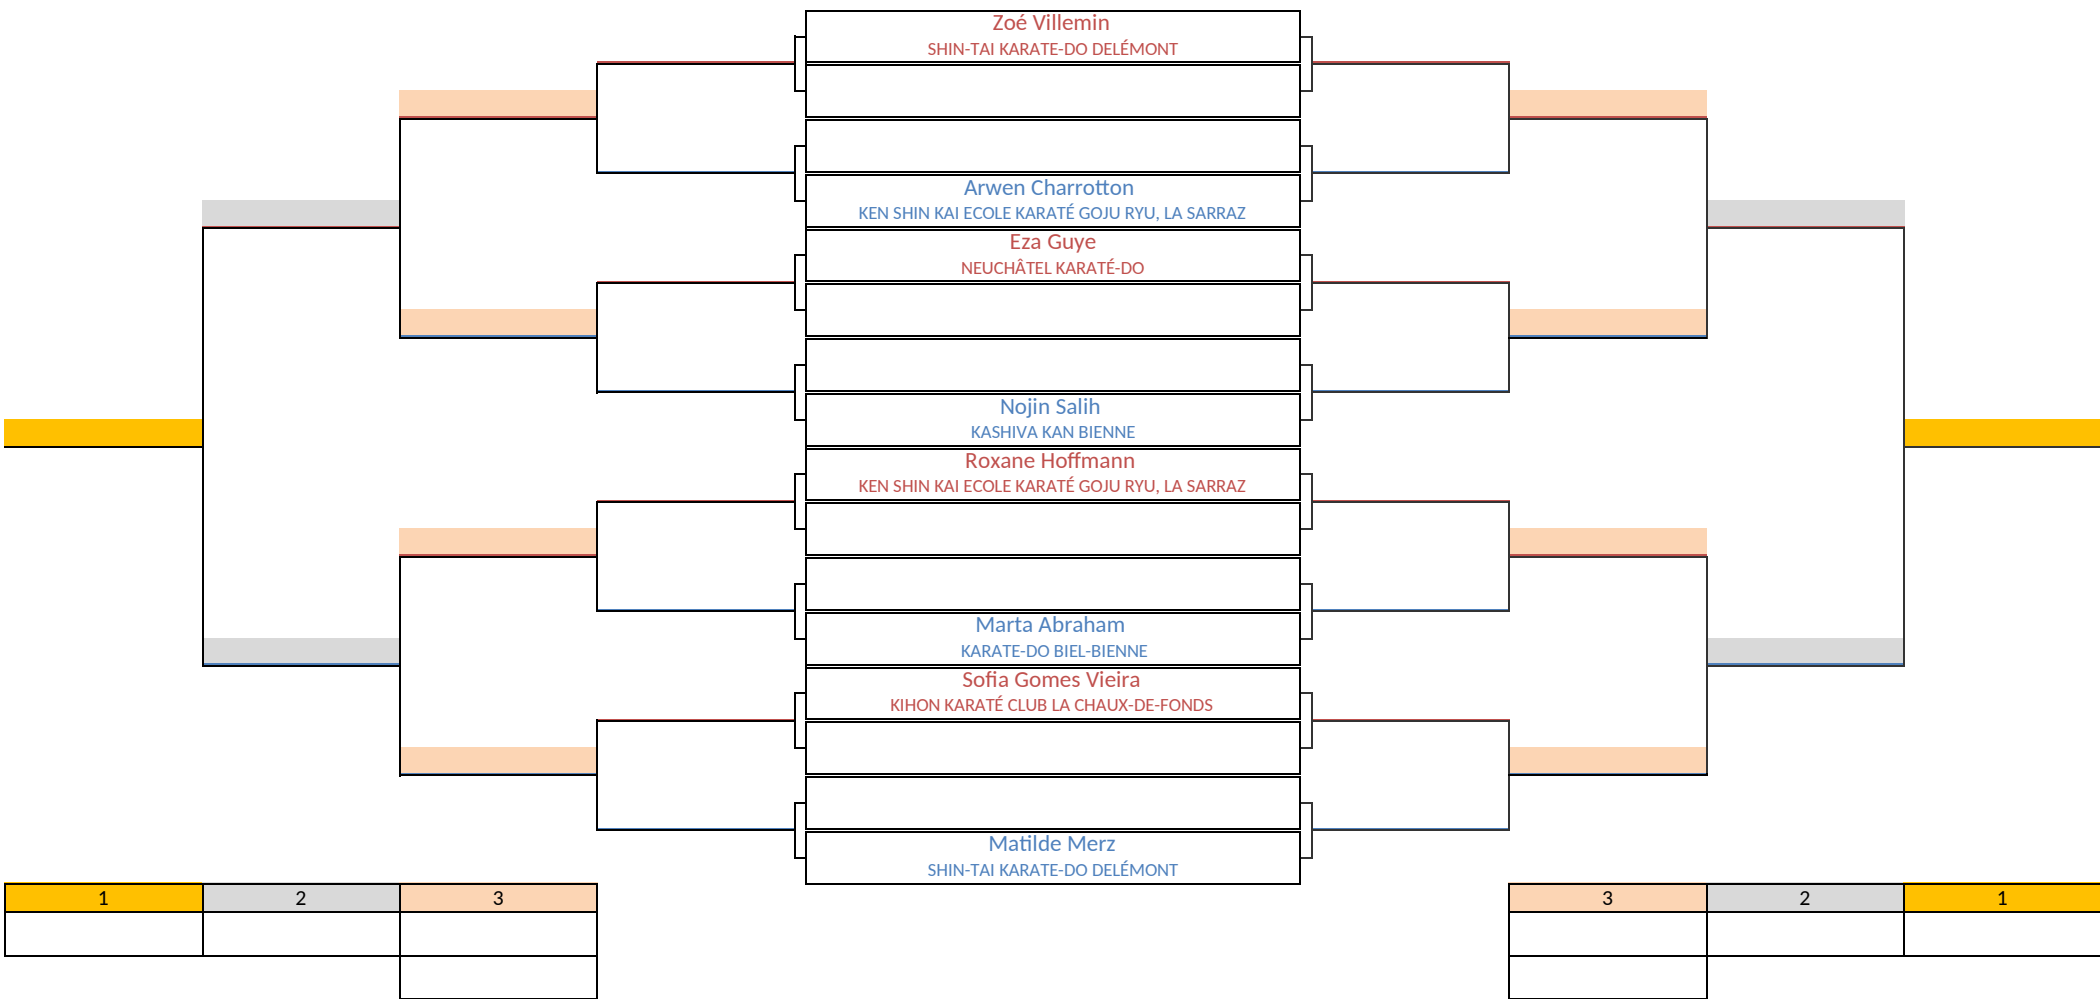 Zoé Villemin
SHIN-TAI KARATE-DO DELÉMONT
Arwen Charrotton
KEN SHIN KAI ECOLE KARATÉ GOJU RYU, LA SARRAZ
Eza Guye
NEUCHÂTEL KARATÉ-DO
Nojin Salih
KASHIVA KAN BIENNE
Roxane Hoffmann
KEN SHIN KAI ECOLE KARATÉ GOJU RYU, LA SARRAZ
Marta Abraham
KARATE-DO BIEL-BIENNE
Sofia Gomes Vieira
KIHON KARATÉ CLUB LA CHAUX-DE-FONDS
Matilde Merz
SHIN-TAI KARATE-DO DELÉMONT
1 2 3 3 2 1